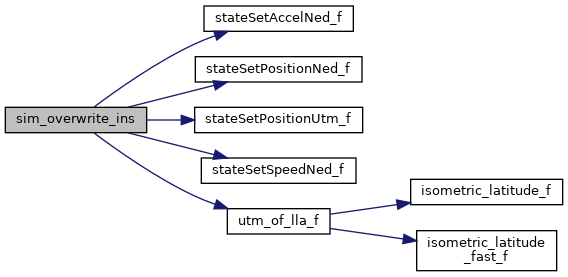 stateSetAccelNed_f
stateSetPositionNed_f
sim_overwrite_ins
stateSetPositionUtm_f
stateSetSpeedNed_f
utm_of_lla_f
isometric_latitude_f
isometric_latitude
_fast_f